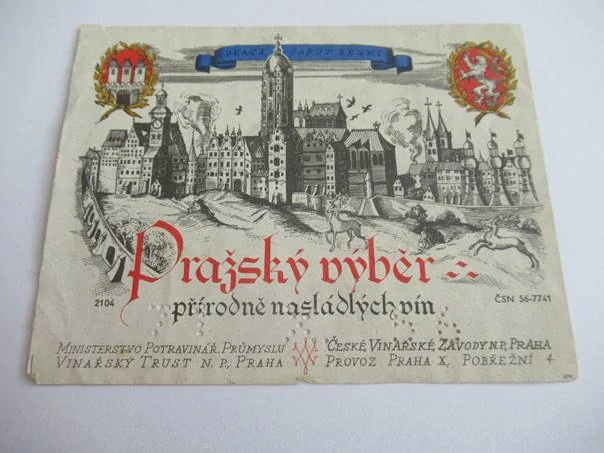 PRAGA CAPUT REGNI
Pražský výběr
přírodně nasládlých vín
2104
ČSN 56-7741
MINISTERSTVO POTRAVINÁŘ. PRŮMYSLU
VINAŘSKÝ TRUST N. P., PRAHA
ČESKÉ VINAŘSKÉ ZÁVODY N.P., PRAHA
PROVOZ PRAHA X, POBŘEŽNÍ 4